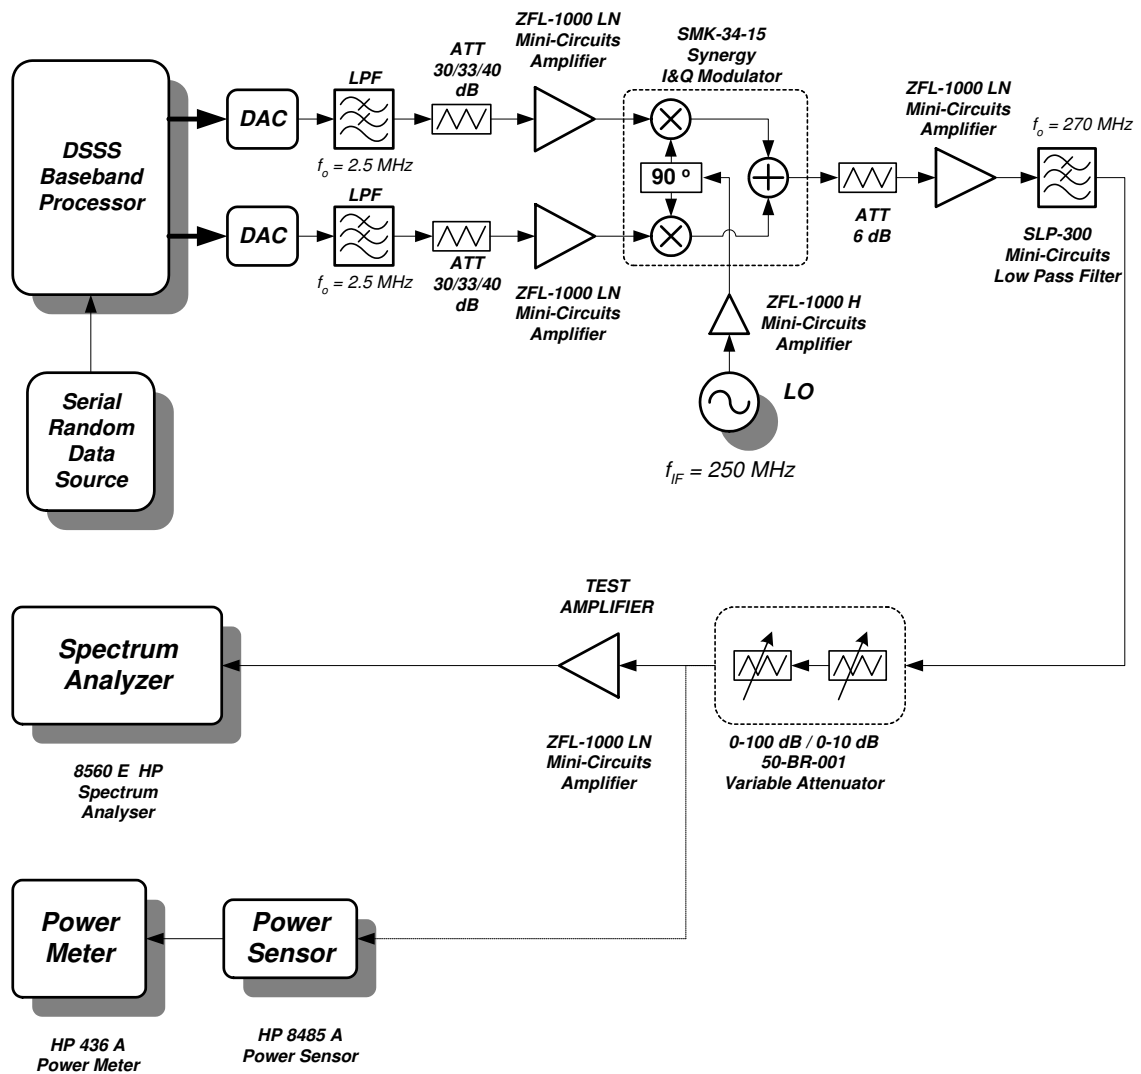 ZFL-1000 LN
Mini-Circuits
Amplifier
SMK-34-15
Synergy
I&Q Modulator
ATT
30/33/40
dB
LPF
ZFL-1000 LN
Mini-Circuits
Amplifier
fo = 270 MHz
DSSS
Baseband
Processor
DAC
fo = 2.5 MHz
LPF
90 º
ATT
6 dB
DAC
fo = 2.5 MHz
ATT
30/33/40
dB
ZFL-1000 LN
Mini-Circuits
Amplifier
SLP-300
Mini-Circuits
Low Pass Filter
ZFL-1000 H
Mini-Circuits
Amplifier
LO
fIF = 250 MHz
Serial
Random
Data
Source
TEST
AMPLIFIER
Spectrum
Analyzer
ZFL-1000 LN
Mini-Circuits
Amplifier
0-100 dB / 0-10 dB
50-BR-001
Variable Attenuator
8560 E HP
Spectrum
Analyser
Power
Meter
Power
Sensor
HP 436 A
Power Meter
HP 8485 A
Power Sensor